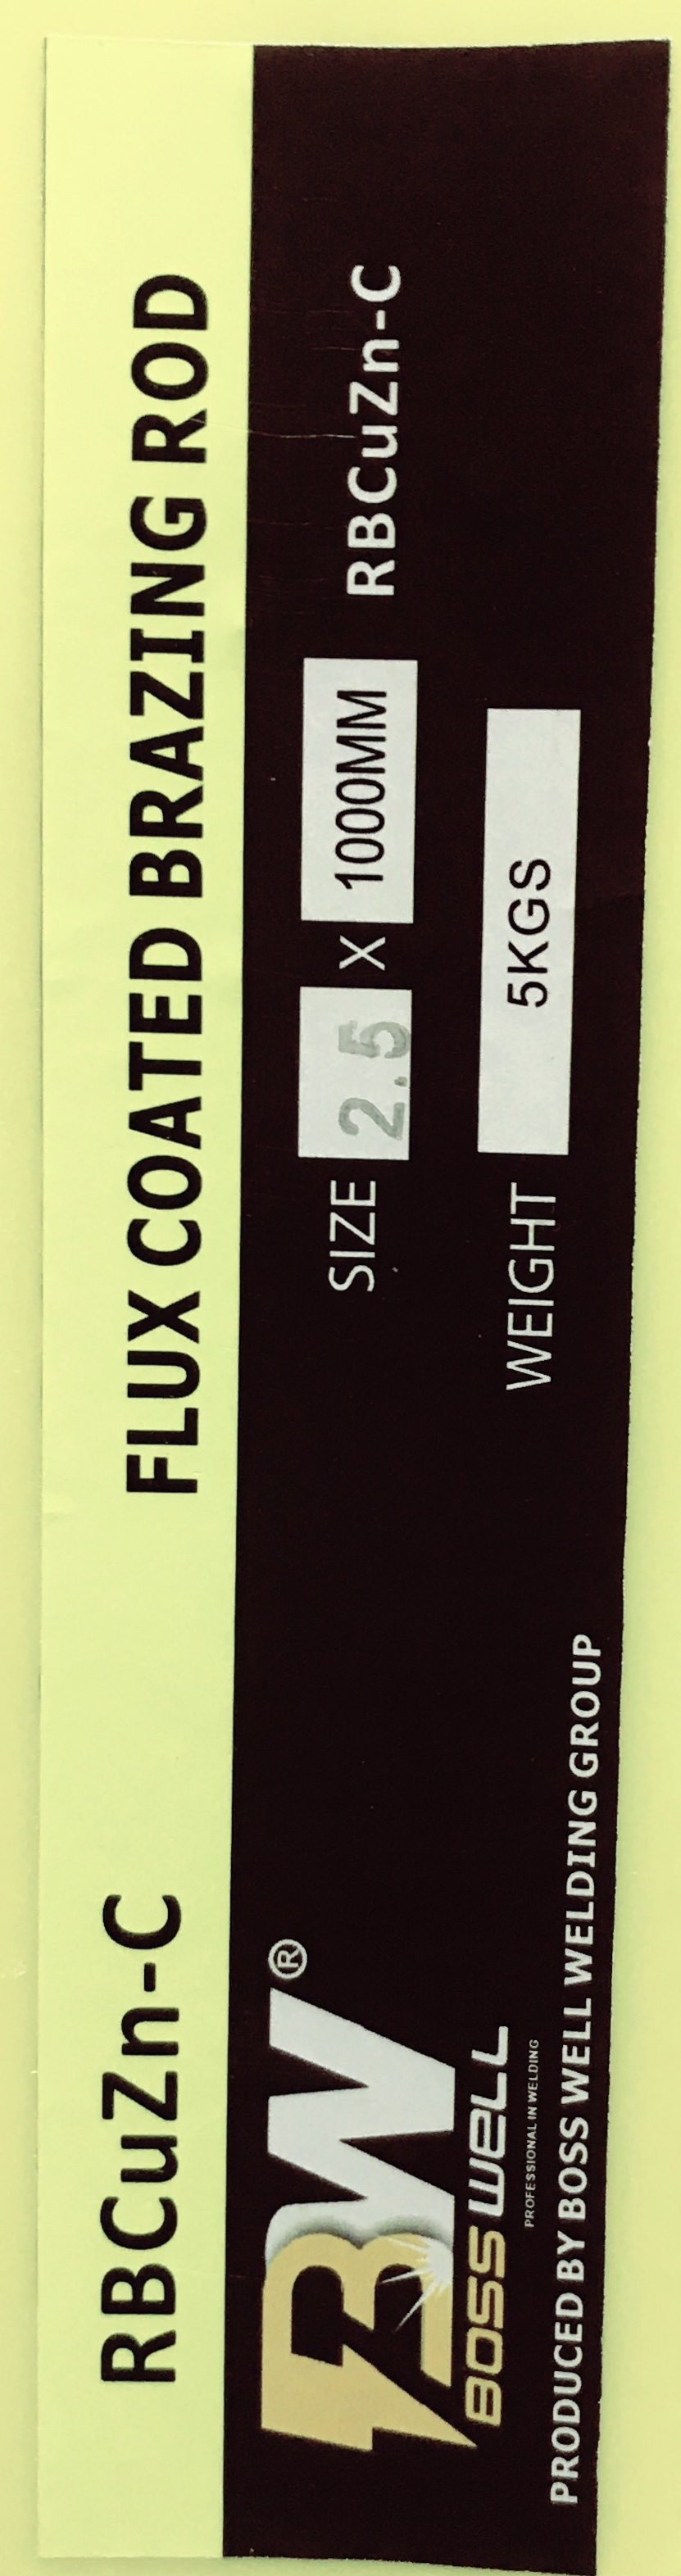 RBCuZn-C
FLUX COATED BRAZING ROD
BW®
BOSS WELL
PROFESSIONAL IN WELDING
PRODUCED BY BOSS WELL WELDING GROUP
SIZE 2.5 X 1000MM RBCuZn-C
WEIGHT 5KGS